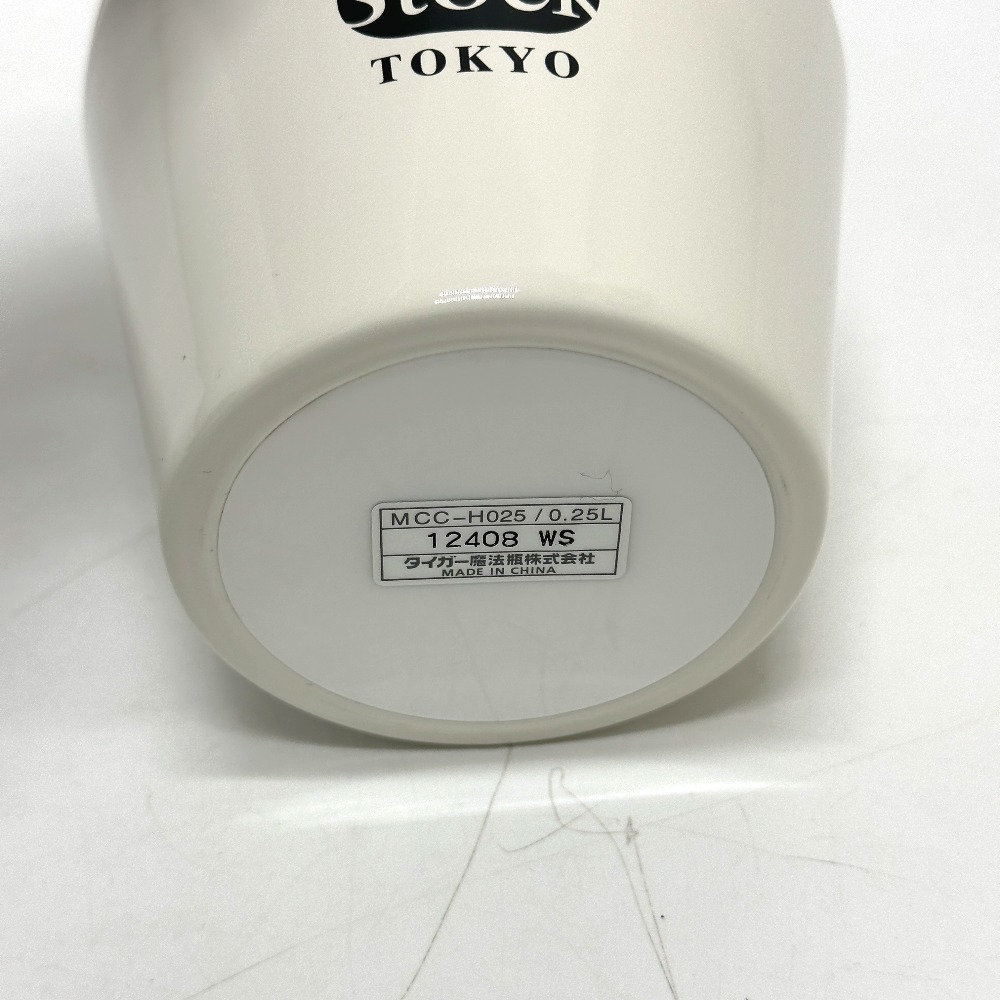 STOCK
TOKYO
MCC-H025 / 0.25L
12408 WS
タイガー魔法瓶株式会社
MADE IN CHINA